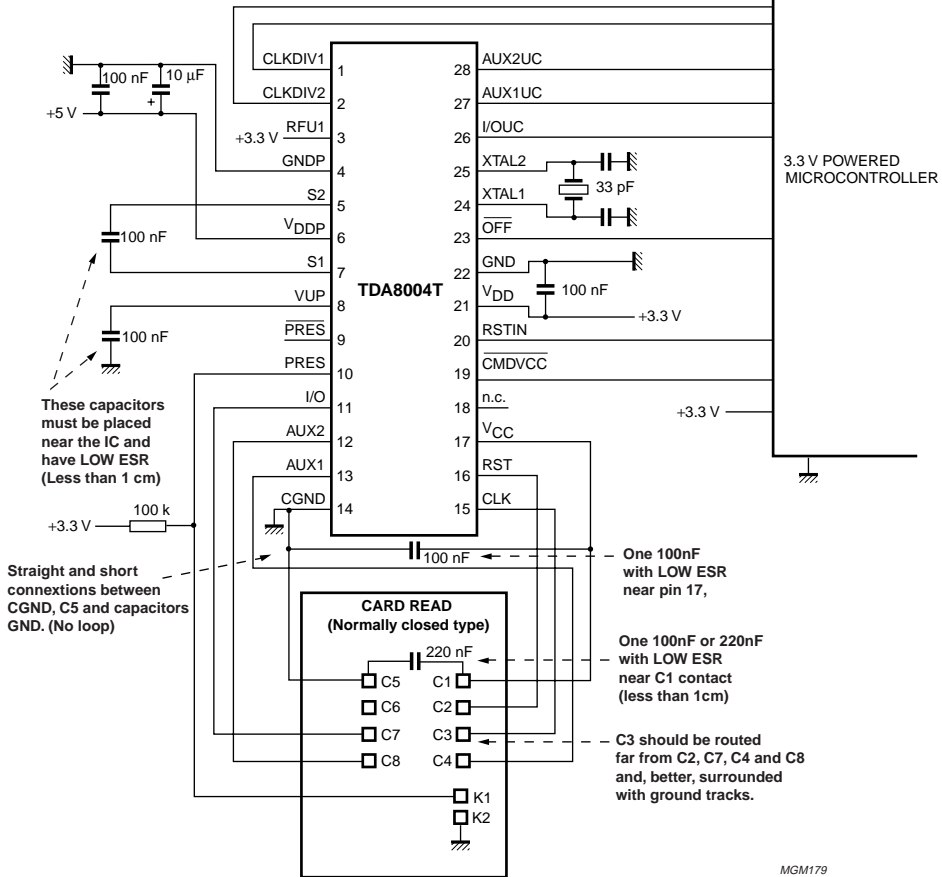 CLKDIV1
1
CLKDIV2
2
+3.3 V
RFU1
3
GNDP
4
S2
5
VDDP
6
S1
7
VUP
8
PRES
9
PRES
10
I/O
11
AUX2
12
AUX1
13
CGND
14
TDA8004T
28
AUX2UC
27
AUX1UC
26
I/OUC
25
XTAL2
24
XTAL1
23
OFF
22
GND
21
VDD
20
RSTIN
19
CMDVCC
18
n.c.
17
VCC
16
RST
15
CLK
100 nF
10 μF
+
+5 V
100 nF
100 nF
33 pF
100 nF
+3.3 V
3.3 V POWERED
MICROCONTROLLER
+3.3 V
These capacitors
must be placed
near the IC and
have LOW ESR
(Less than 1 cm)
+3.3 V
100 k
Straight and short
connextions between
CGND, C5 and capacitors
GND. (No loop)
100 nF
One 100nF
with LOW ESR
near pin 17,
CARD READ
(Normally closed type)
220 nF
C5
C1
C6
C2
C7
C3
C8
C4
K1
K2
One 100nF or 220nF
with LOW ESR
near C1 contact
(less than 1cm)
C3 should be routed
far from C2, C7, C4 and C8
and, better, surrounded
with ground tracks.
MGM179